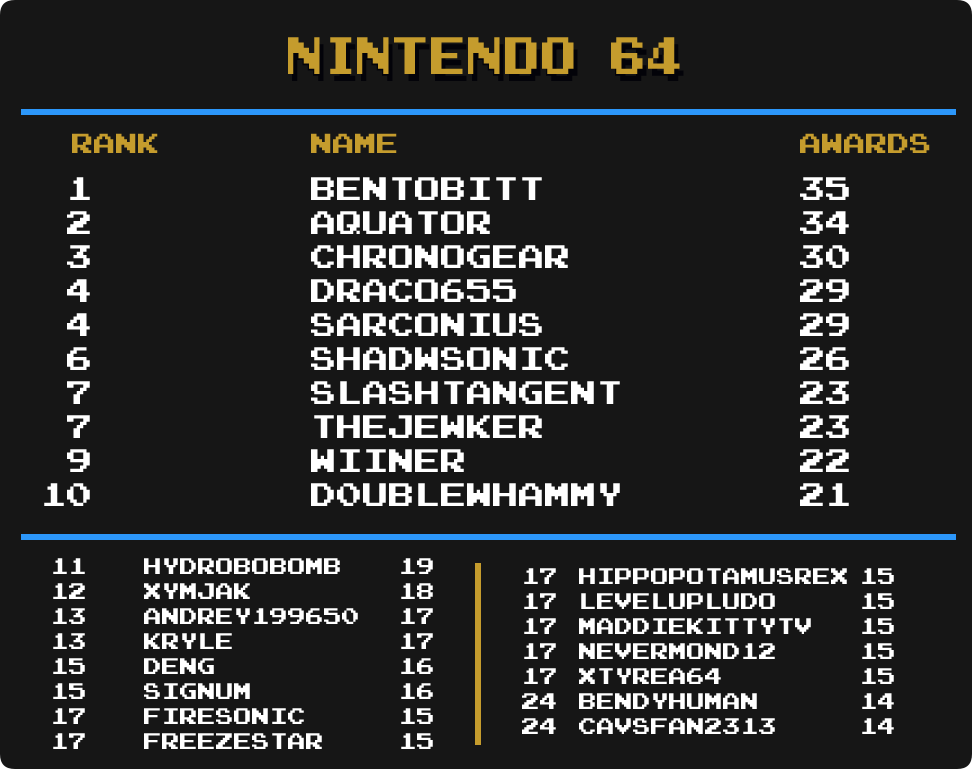 NINTENDO 64
RANK NAME AWARDS
1 BENTOBITT 35
2 AQUATOR 34
3 CHRONOGEAR 30
4 DRACO655 29
4 SARCONIUS 29
6 SHADWSONIC 26
7 SLASHTANGENT 23
7 THEJEWKER 23
9 WIINER 22
10 DOUBLEWHAMMY 21
11 HYDROBOBOMB 19
12 XYMJAK 18
13 ANDREY199650 17
13 KRYLE 17
15 DENG 16
15 SIGNUM 16
17 FIRESONIC 15
17 FREEZESTAR 15
17 HIPPOPOTAMUSREX 15
17 LEVELUPLUDO 15
17 MADDIEKITTYTV 15
17 NEVERMOND12 15
17 XTYREA64 15
24 BENDYHUMAN 14
24 CAVSFAN2313 14